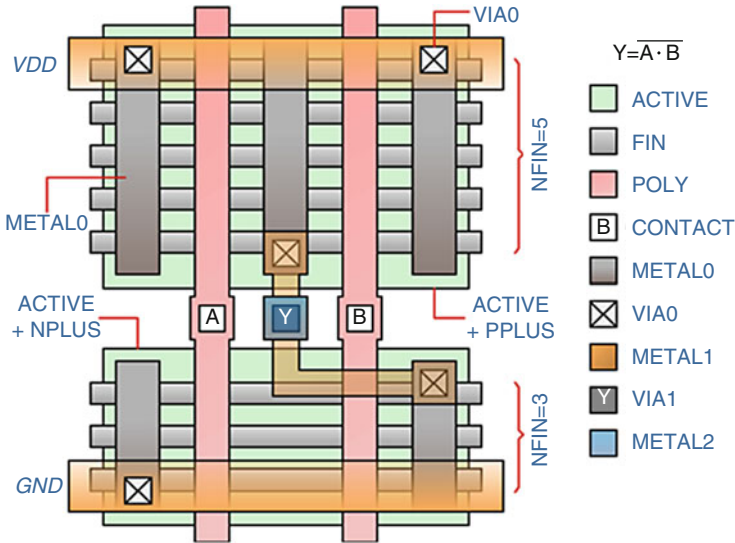 VIA0
VDD
Y=A·B
ACTIVE
NFIN=5
FIN
POLY
METAL0
B CONTACT
METAL0
ACTIVE
+ NPLUS
A
Y
B
ACTIVE
+ PPLUS
VIA0
METAL1
Y VIA1
NFIN=3
METAL2
GND